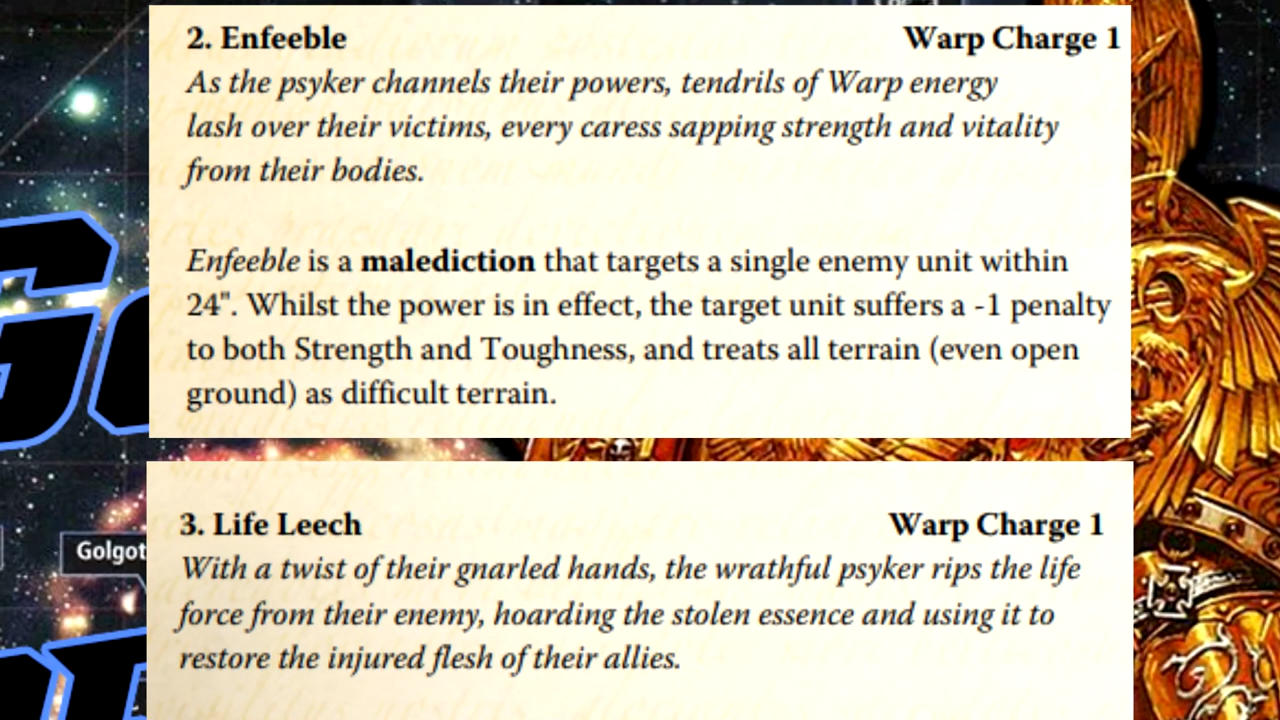 2. Enfeeble Warp Charge 1
As the psyker channels their powers, tendrils of Warp energy
lash over their victims, every caress sapping strength and vitality
from their bodies.
Enfeeble is a malediction that targets a single enemy unit within
24". Whilst the power is in effect, the target unit suffers a -1 penalty
to both Strength and Toughness, and treats all terrain (even open
ground) as difficult terrain.
3. Life Leech Warp Charge 1
Golgot
With a twist of their gnarled hands, the wrathful psyker rips the life
force from their enemy, hoarding the stolen essence and using it to
restore the injured flesh of their allies.